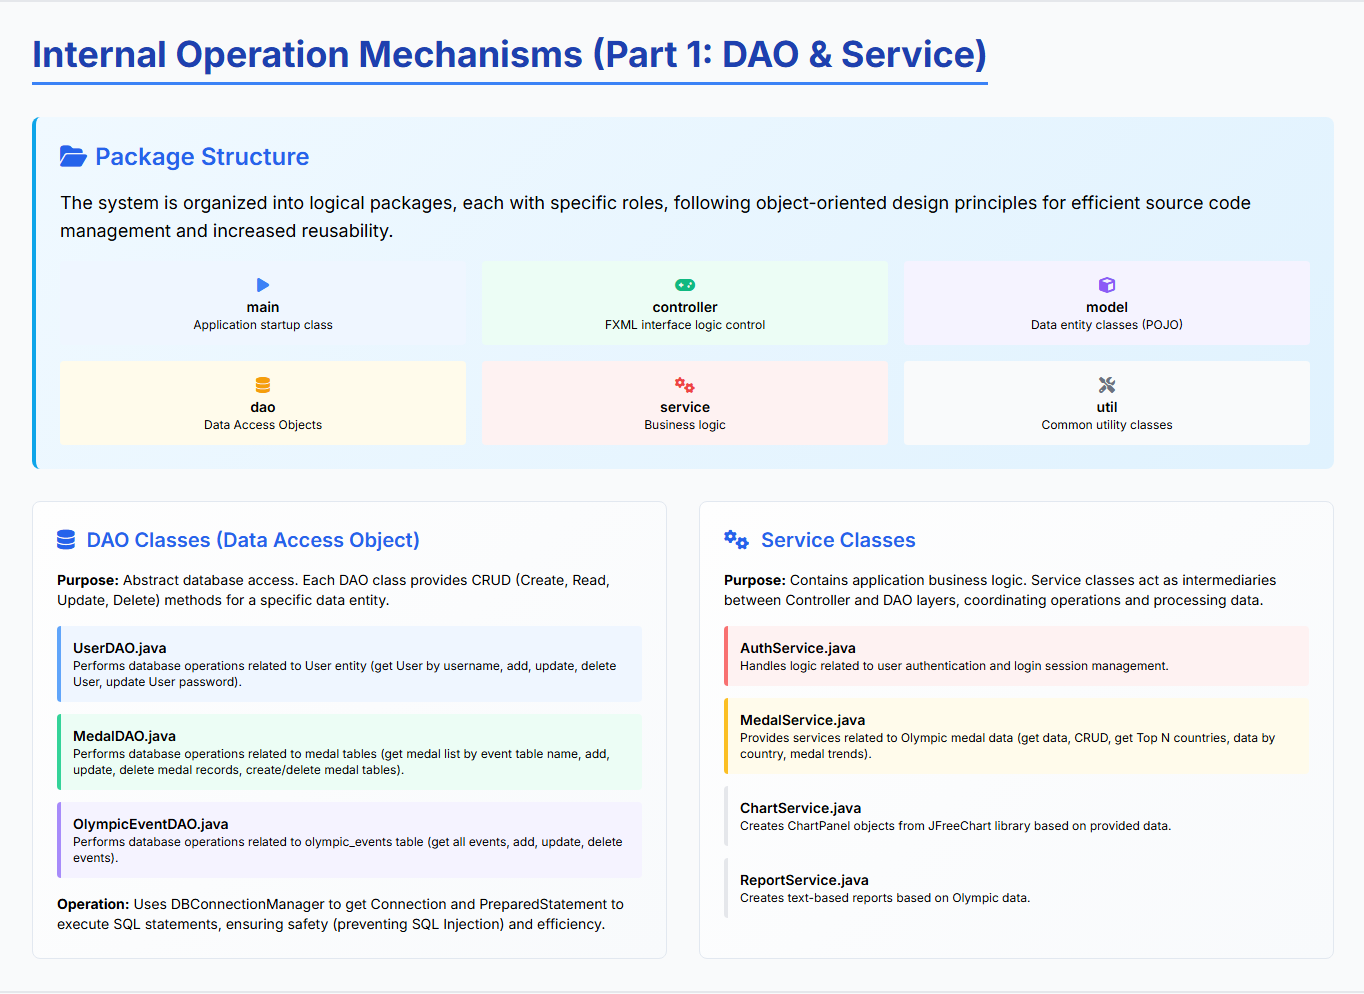 Internal Operation Mechanisms (Part 1: DAO & Service)
Package Structure
The system is organized into logical packages, each with specific roles, following object-oriented design principles for efficient source code
management and increased reusability.
main
Application startup class
controller
FXML interface logic control
model
Data entity classes (POJO)
dao
Data Access Objects
service
Business logic
util
Common utility classes
DAO Classes (Data Access Object)
Purpose: Abstract database access. Each DAO class provides CRUD (Create, Read,
Update, Delete) methods for a specific data entity.
UserDAO.java
Performs database operations related to User entity (get User by username, add, update, delete
User, update User password).
MedalDAO.java
Performs database operations related to medal tables (get medal list by event table name, add,
update, delete medal records, create/delete medal tables).
OlympicEventDAO.java
Performs database operations related to olympic_events table (get all events, add, update, delete
events).
Operation: Uses DBConnectionManager to get Connection and PreparedStatement to
execute SQL statements, ensuring safety (preventing SQL Injection) and efficiency.
Service Classes
Purpose: Contains application business logic. Service classes act as intermediaries
between Controller and DAO layers, coordinating operations and processing data.
AuthService.java
Handles logic related to user authentication and login session management.
MedalService.java
Provides services related to Olympic medal data (get data, CRUD, get Top N countries, data by
country, medal trends).
ChartService.java
Creates ChartPanel objects from JFreeChart library based on provided data.
ReportService.java
Creates text-based reports based on Olympic data.